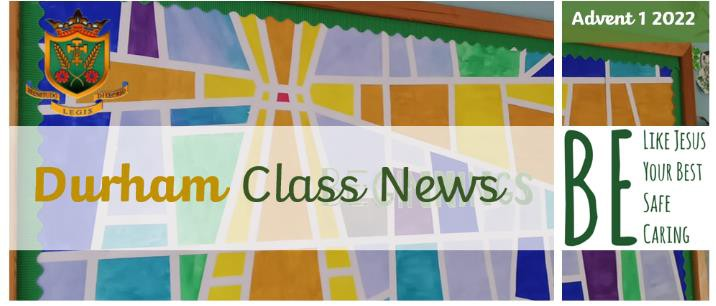 Advent 1 2022
LEGIS
Durham Class News
BE
Like Jesus
Your Best
Safe
Caring